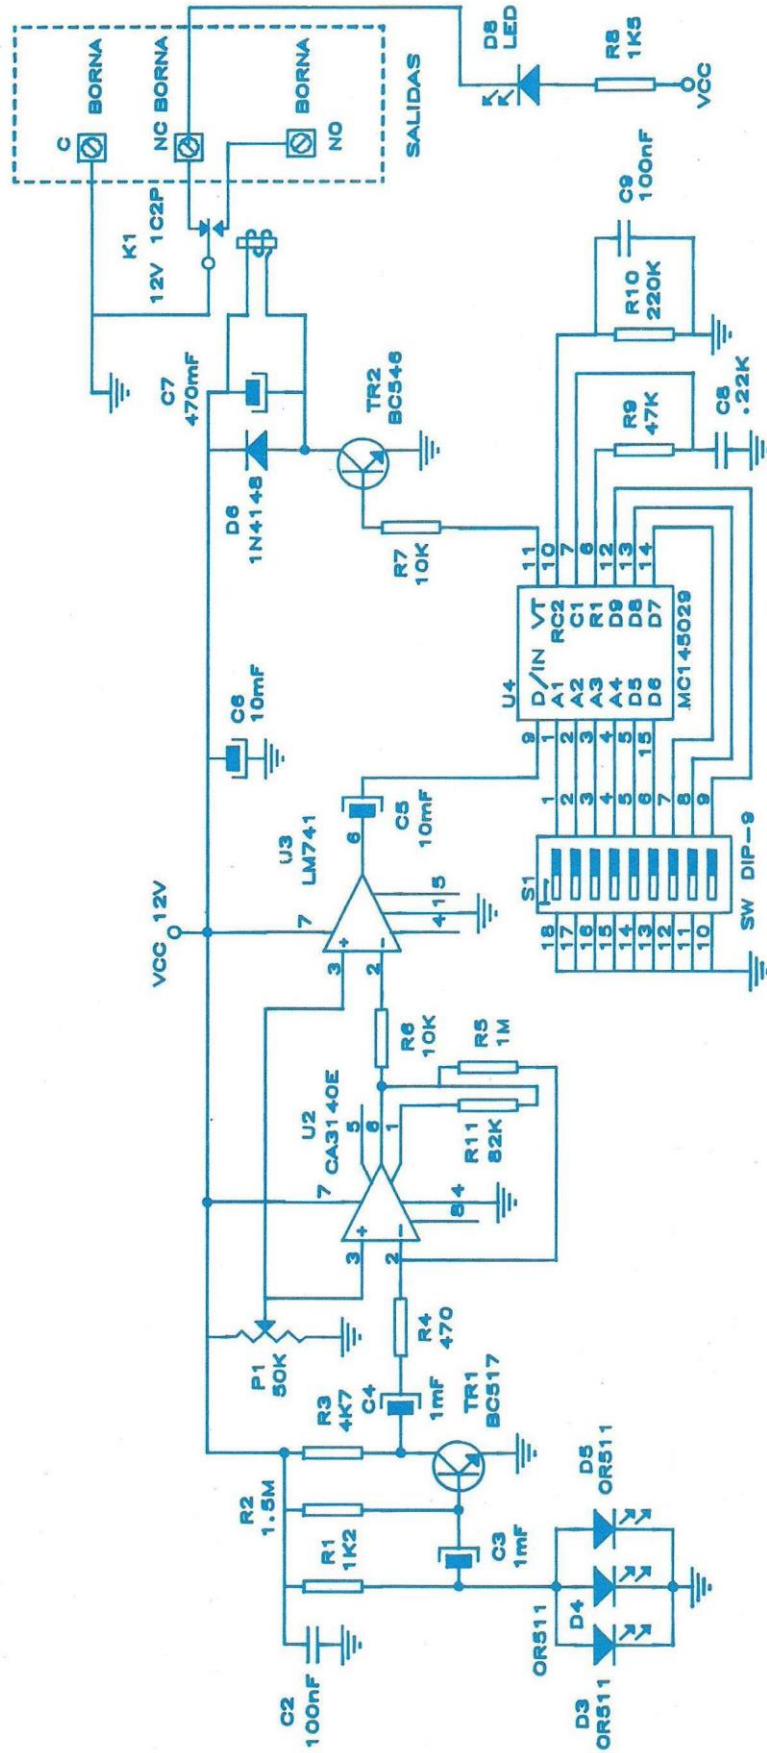 C2
100nF
R1
1K2
R2
1.5M
R3
4K7
C4
1mF
C3
1mF
TR1
BC517
D3
OR511
OR511
D4
D5
OR511
P1
50K
R4
470
VCC 12V
U2
CA3140E
3
2
+
-
7
5
6
1
8
4
R11
82K
R5
1M
R6
10K
U3
LM741
3
2
+
-
7
6
4
1
5
C5
10mF
C6
10mF
S1
18
17
16
15
14
13
12
11
10
1
2
3
4
5
6
7
8
9
SW DIP-9
U4
9
1
2
3
4
5
15
D/IN
A1
A2
A3
A4
D5
D6
VT
RC2
C1
R1
D9
D8
D7
11
10
7
6
12
13
14
MC145029
R7
10K
D6
1N4148
C7
470mF
TR2
BC546
K1
12V 1C2P
C
BORNA
NC BORNA
BORNA
NO
SALIDAS
D8
LED
R8
1K5
VCC
R9
47K
C8
.22K
R10
220K
C9
100nF